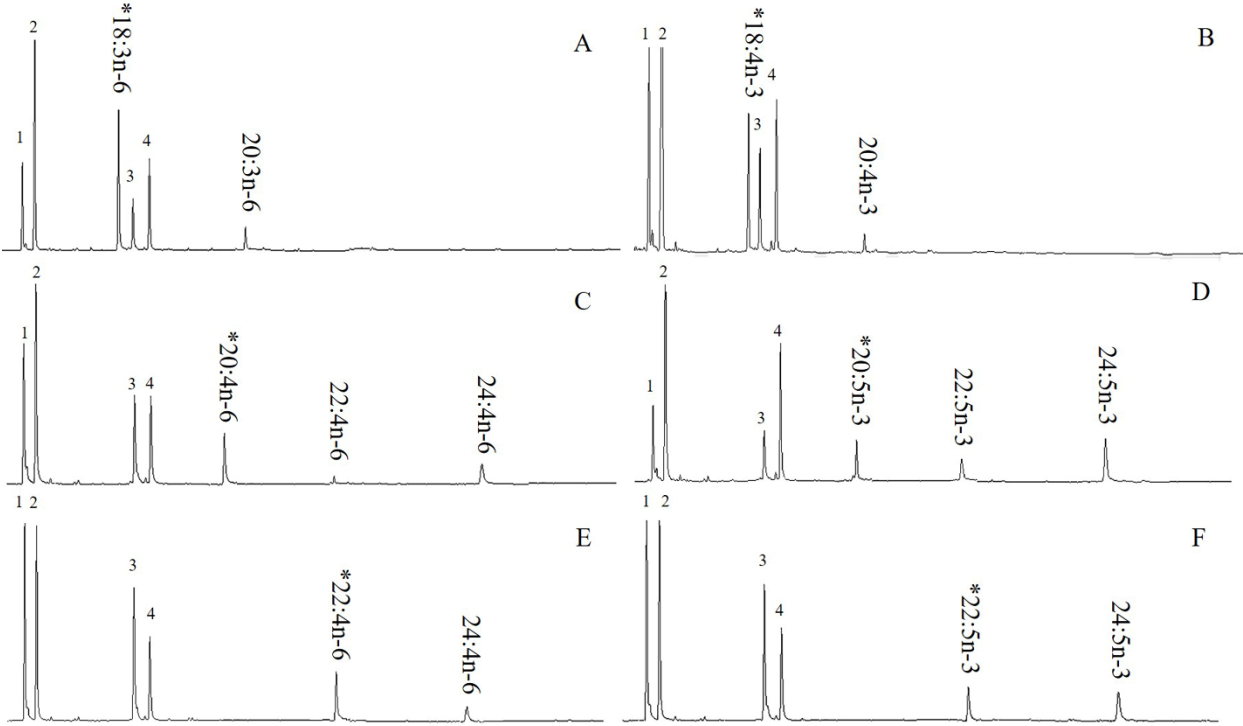 1
2
*18:3n-6
3
4
20:3n-6
A
1
2
*18:4n-3
3
4
20:4n-3
B
1
2
3
4
*20:4n-6
22:4n-6
24:4n-6
C
1
2
3
4
*20:5n-3
22:5n-3
24:5n-3
D
1
2
3
4
*22:4n-6
24:4n-6
E
1
2
3
4
*22:5n-3
24:5n-3
F